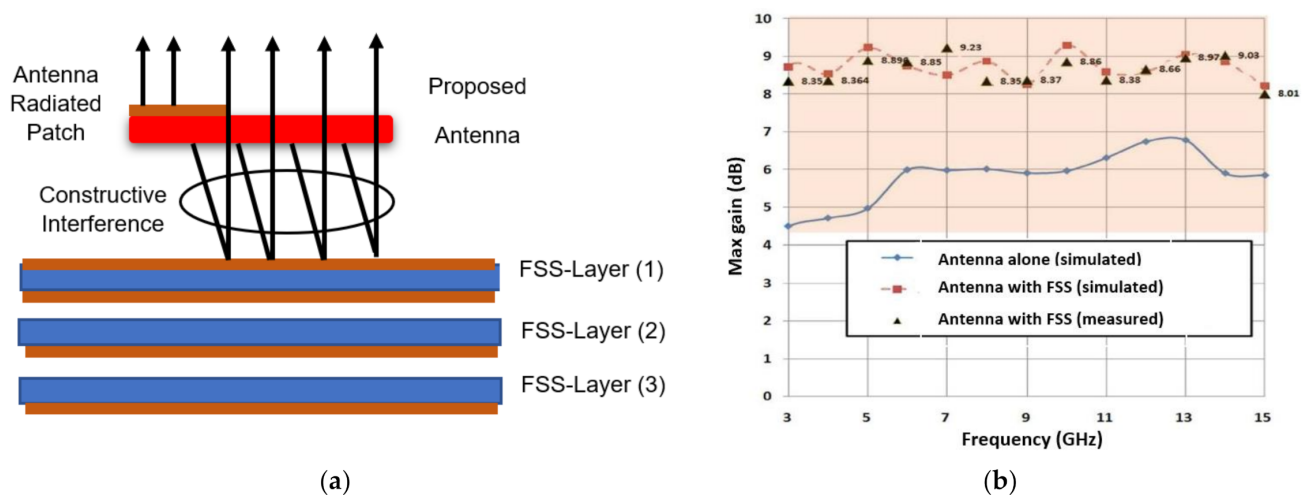 (a)
Antenna
Radiated
Patch
Proposed
Antenna
Constructive
Interference
FSS-Layer (1)
FSS-Layer (2)
FSS-Layer (3)
(b)
Max gain (dB)
10
9
8
7
6
5
4
3
2
1
0
8.35
8.364
8.896
8.85
9.23
8.35
8.37
8.86
8.38
8.66
8.97
9.03
8.01
Antenna alone (simulated)
Antenna with FSS (simulated)
Antenna with FSS (measured)
3 5 7 9 11 13 15
Frequency (GHz)